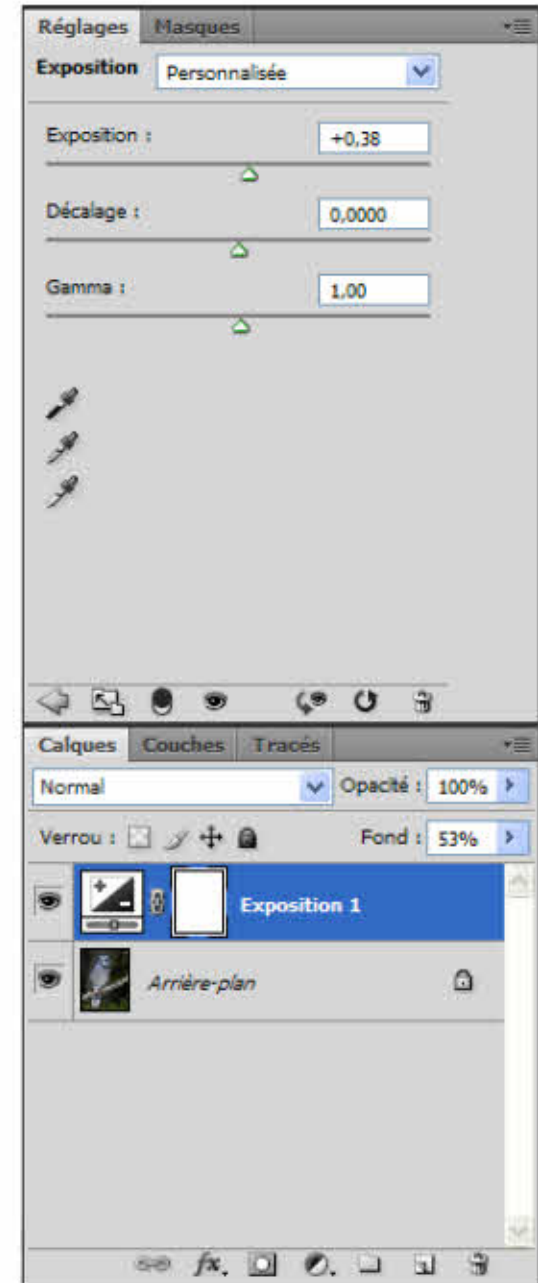 Réglages Masques
Exposition Personnalisée
Exposition : +0,38
Décalage : 0,0000
Gamma : 1,00
Calques Couches Tracés
Normal Opacité : 100%
Verrou : Fond : 53%
Exposition 1
Arrière-plan
fx.